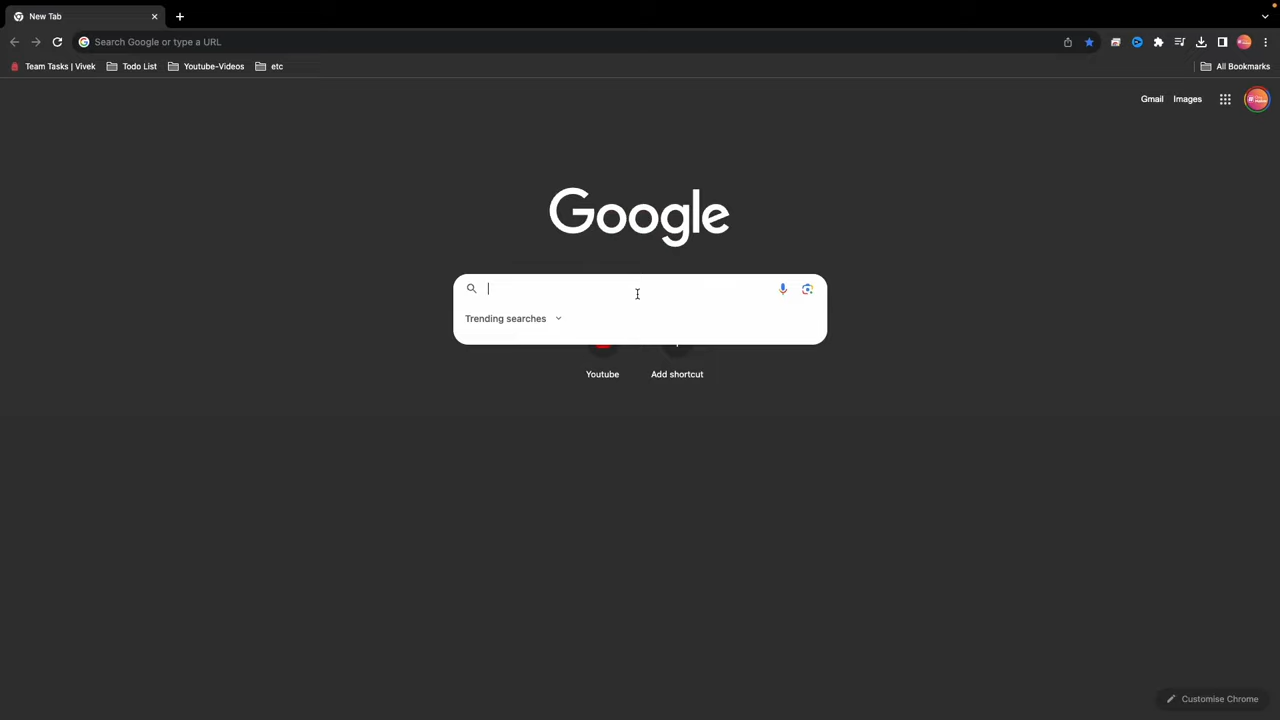 New Tab
Search Google or type a URL
Team Tasks | Vivek
Todo List
Youtube-Videos
etc
All Bookmarks
Gmail
Images
Google
Trending searches
Youtube
Add shortcut
Customise Chrome